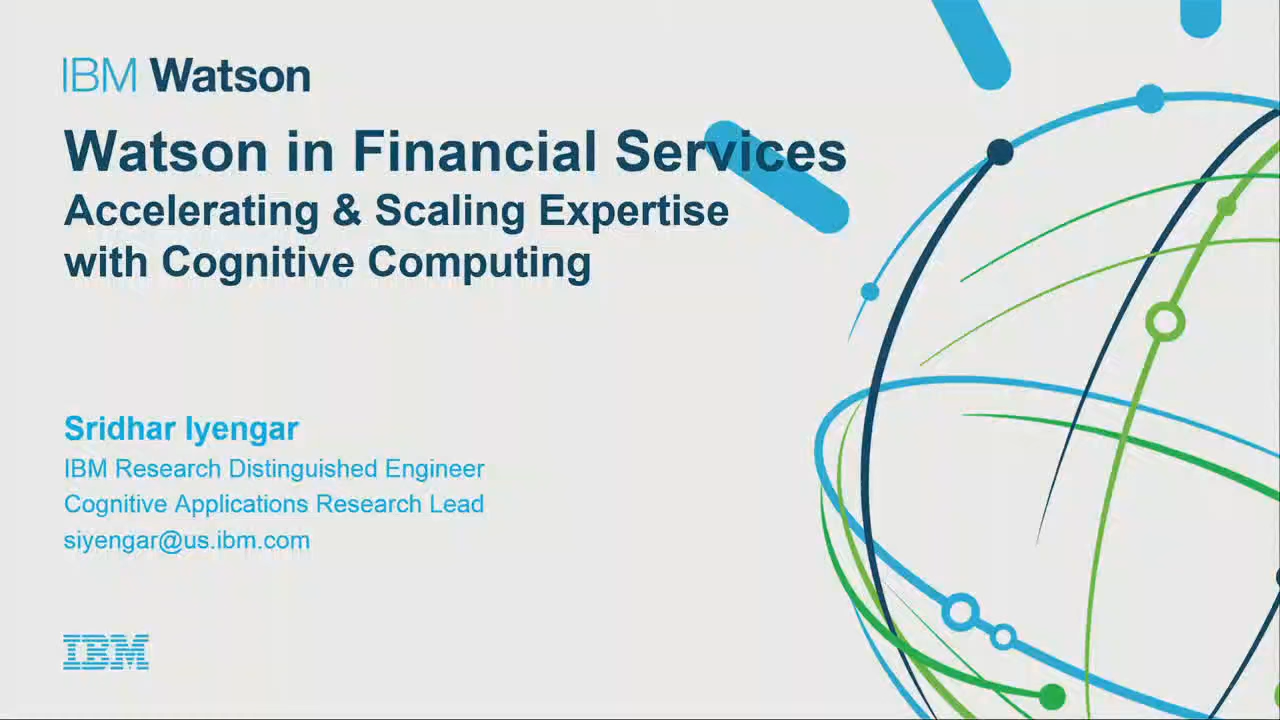 IBM Watson
Watson in Financial Services
Accelerating & Scaling Expertise
with Cognitive Computing
Sridhar Iyengar
IBM Research Distinguished Engineer
Cognitive Applications Research Lead
siyengar@us.ibm.com
IBM